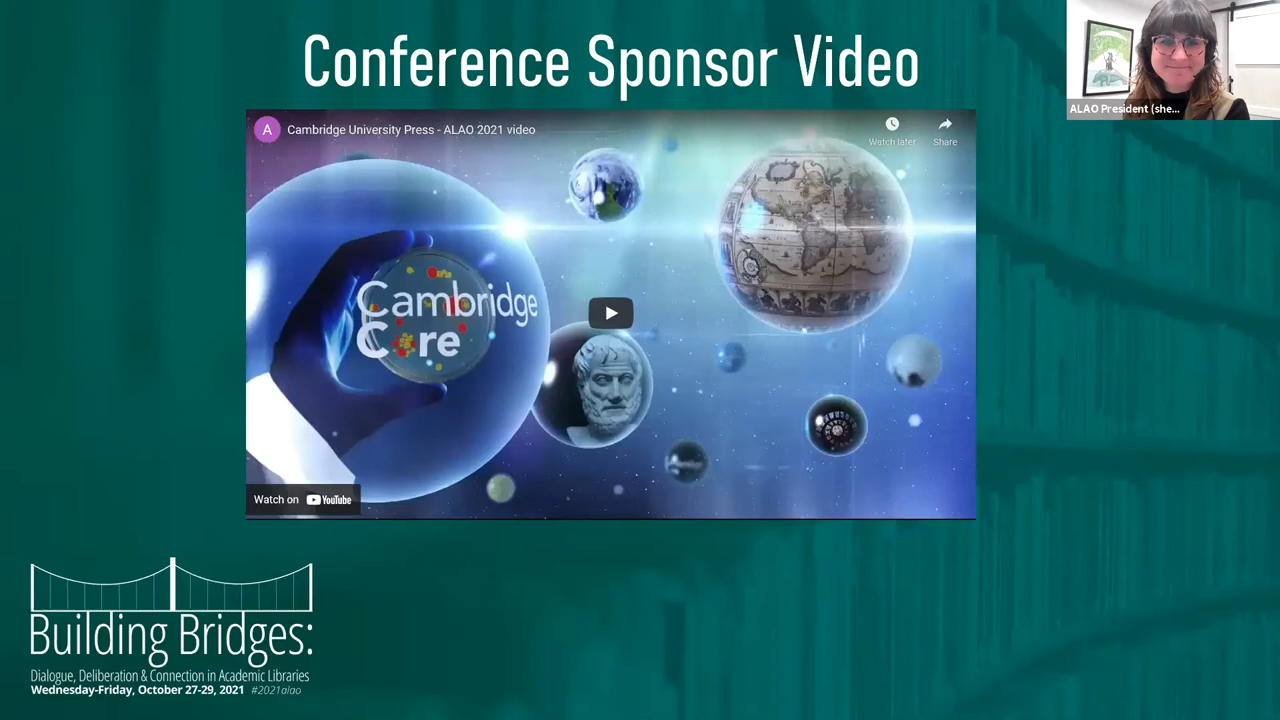 Conference Sponsor Video
ALAO President (she...
A
Cambridge University Press - ALAO 2021 video
Watch later
Share
Cambridge
Core
Watch on YouTube
Building Bridges:
Dialogue, Deliberation & Connection in Academic Libraries
Wednesday-Friday, October 27-29, 2021 #2021alao